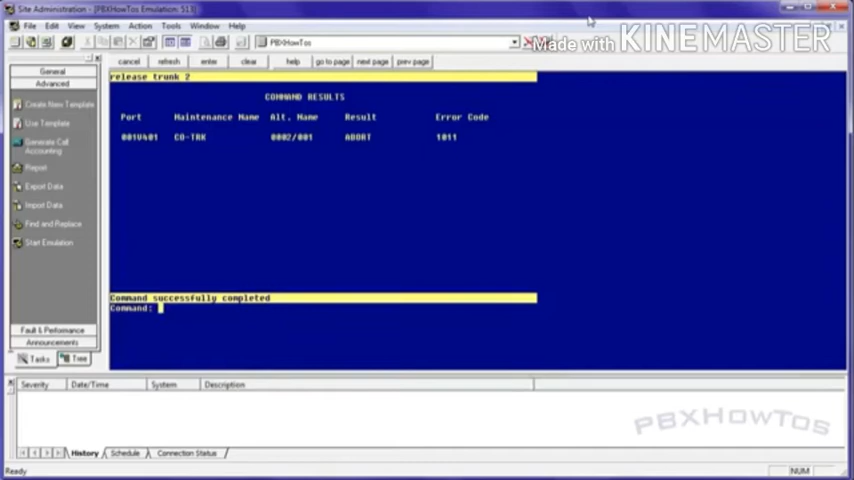 Site Administration - [PBXHowTos Emulation: 513]
File Edit View System Action Tools Window Help
PBXHowTos
Made with KINEMASTER
General
Advanced
Create New Template
Use Template
Generate Call
Accounting
Report
Export Data
Import Data
Find and Replace
Start Emulation
Fault & Performance
Announcements
Tasks Tree
cancel refresh enter clear help go to page next page prev page
release trunk 2
COMMAND RESULTS
Port Maintenance Name Alt. Name Result Error Code
001V401 CO-TRK 0002/001 ABORT 1011
Command successfully completed
Command:
Severity Date/Time System Description
PBXHowTos
History Schedule Connection Status
Ready NUM